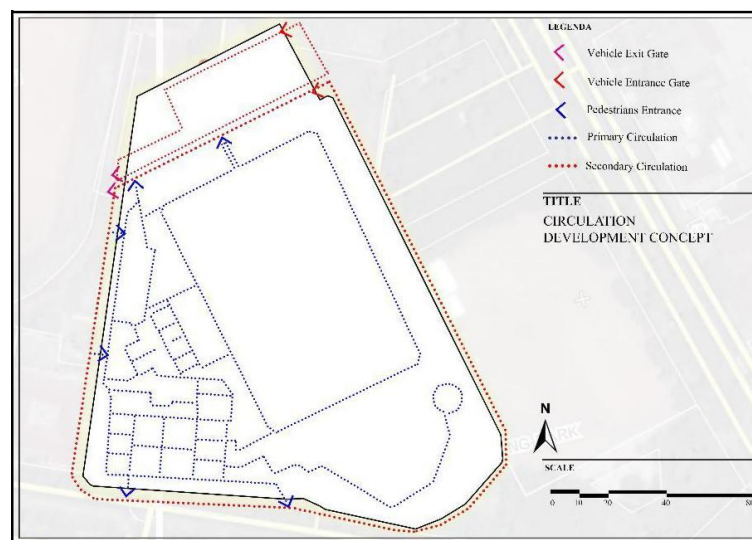 LEGENDA
Vehicle Exit Gate
Vehicle Entrance Gate
Pedestrians Entrance
Primary Circulation
Secondary Circulation
TITLE
CIRCULATION
DEVELOPMENT CONCEPT
N
SCALE
0 10 20 40